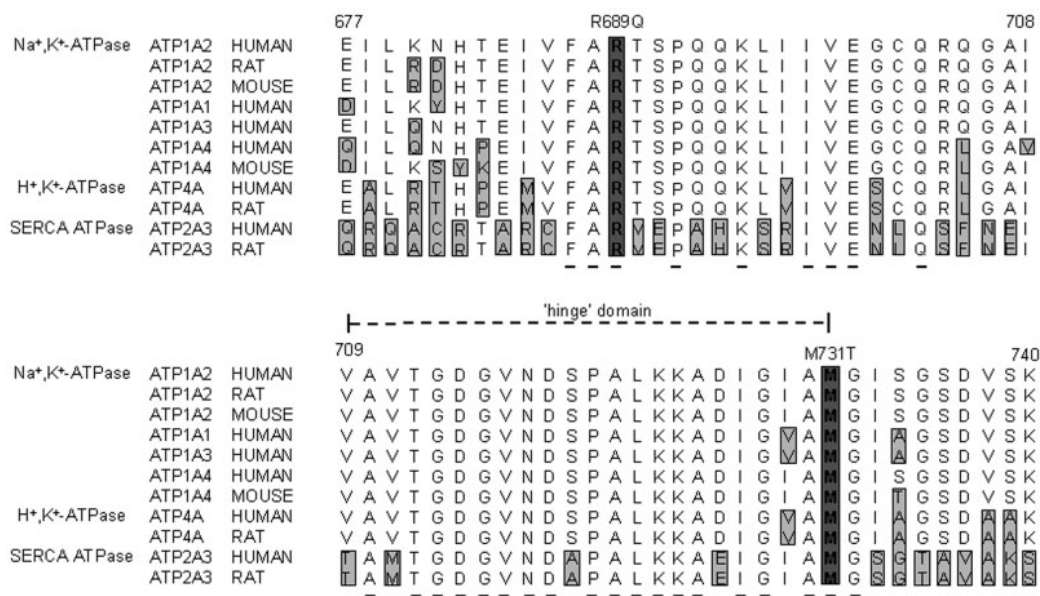 677 R689Q 708
Na⁺,K⁺-ATPase ATP1A2 HUMAN E I L K N H T E I V F A R T S P Q Q K L I I V E G C Q R Q G A I
ATP1A2 RAT E I L R D H T E I V F A R T S P Q Q K L I I V E G C Q R Q G A I
ATP1A2 MOUSE E I L R D H T E I V F A R T S P Q Q K L I I V E G C Q R Q G A I
ATP1A1 HUMAN D I L K Y H T E I V F A R T S P Q Q K L I I V E G C Q R Q G A I
ATP1A3 HUMAN E I L Q N H T E I V F A R T S P Q Q K L I I V E G C Q R Q G A I
ATP1A4 HUMAN Q I L Q N H P E I V F A R T S P Q Q K L I I V E G C Q R L G A V
ATP1A4 MOUSE D I L K S Y K E I V F A R T S P Q Q K L I I V E G C Q R L G A I
H⁺,K⁺-ATPase ATP4A HUMAN E A L R T H P E M V F A R T S P Q Q K L V I V E S C Q R L G A I
ATP4A RAT E A L R T H P E M V F A R T S P Q Q K L V I V E S C Q R L G A I
SERCA ATPase ATP2A3 HUMAN Q R Q A C R T A R C F A R V E P A H K S R I V E N L Q S F N E I
ATP2A3 RAT Q R Q A C R T A R C F A R V E P A H K S R I V E N L Q S F N E I
'hinge' domain
709 M731T 740
Na⁺,K⁺-ATPase ATP1A2 HUMAN V A V T G D G V N D S P A L K K A D I G I A M G I S G S D V S K
ATP1A2 RAT V A V T G D G V N D S P A L K K A D I G I A M G I S G S D V S K
ATP1A2 MOUSE V A V T G D G V N D S P A L K K A D I G I A M G I S G S D V S K
ATP1A1 HUMAN V A V T G D G V N D S P A L K K A D I G V A M G I A G S D V S K
ATP1A3 HUMAN V A V T G D G V N D S P A L K K A D I G V A M G I A G S D V S K
ATP1A4 HUMAN V A V T G D G V N D S P A L K K A D I G I A M G I S G S D V S K
ATP1A4 MOUSE V A V T G D G V N D S P A L K K A D I G I A M G I T G S D V S K
H⁺,K⁺-ATPase ATP4A HUMAN V A V T G D G V N D S P A L K K A D I G V A M G I A G S D A A K
ATP4A RAT V A V T G D G V N D S P A L K K A D I G V A M G I A G S D A A K
SERCA ATPase ATP2A3 HUMAN T A M T G D G V N D A P A L K K A E I G I A M G S G T A V A K S
ATP2A3 RAT T A M T G D G V N D A P A L K K A E I G I A M G S G T A V A K S